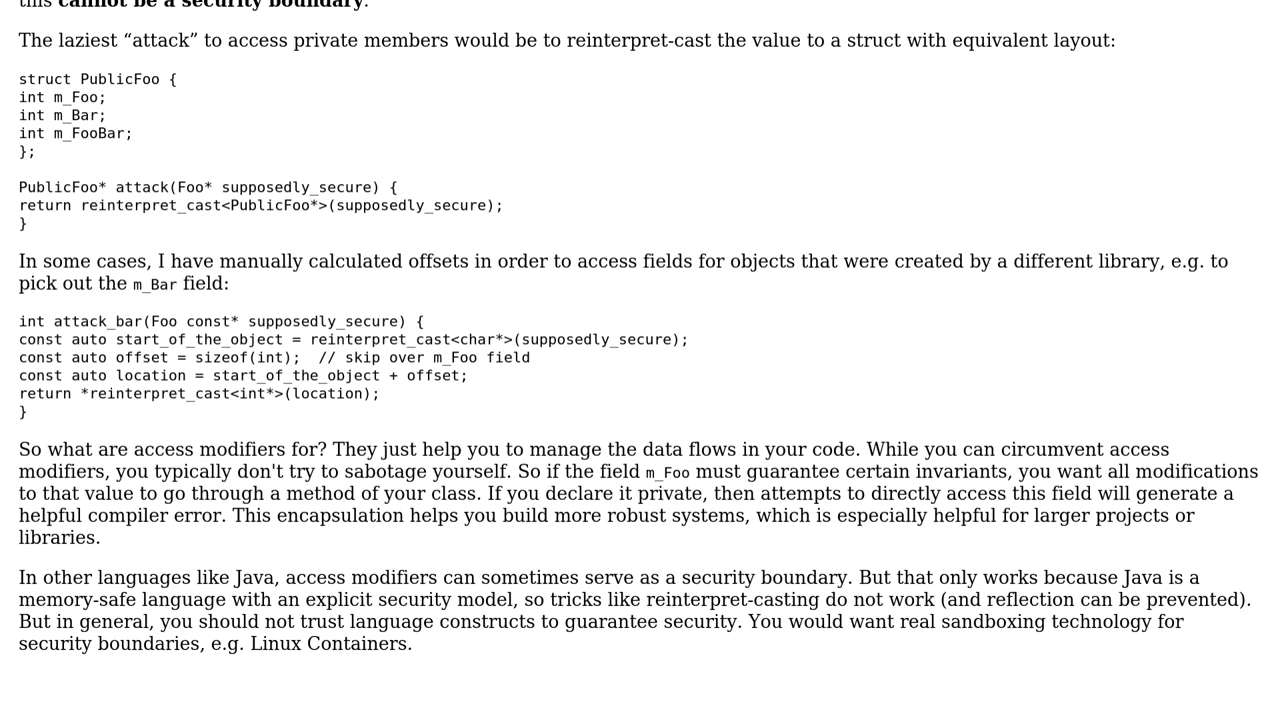 this cannot be a security boundary.
The laziest “attack” to access private members would be to reinterpret-cast the value to a struct with equivalent layout:
struct PublicFoo {
int m_Foo;
int m_Bar;
int m_FooBar;
};
PublicFoo* attack(Foo* supposedly_secure) {
return reinterpret_cast<PublicFoo*>(supposedly_secure);
}
In some cases, I have manually calculated offsets in order to access fields for objects that were created by a different library, e.g. to
pick out the m_Bar field:
int attack_bar(Foo const* supposedly_secure) {
const auto start_of_the_object = reinterpret_cast<char*>(supposedly_secure);
const auto offset = sizeof(int);  // skip over m_Foo field
const auto location = start_of_the_object + offset;
return *reinterpret_cast<int*>(location);
}
So what are access modifiers for? They just help you to manage the data flows in your code. While you can circumvent access
modifiers, you typically don't try to sabotage yourself. So if the field m_Foo must guarantee certain invariants, you want all modifications
to that value to go through a method of your class. If you declare it private, then attempts to directly access this field will generate a
helpful compiler error. This encapsulation helps you build more robust systems, which is especially helpful for larger projects or
libraries.
In other languages like Java, access modifiers can sometimes serve as a security boundary. But that only works because Java is a
memory-safe language with an explicit security model, so tricks like reinterpret-casting do not work (and reflection can be prevented).
But in general, you should not trust language constructs to guarantee security. You would want real sandboxing technology for
security boundaries, e.g. Linux Containers.